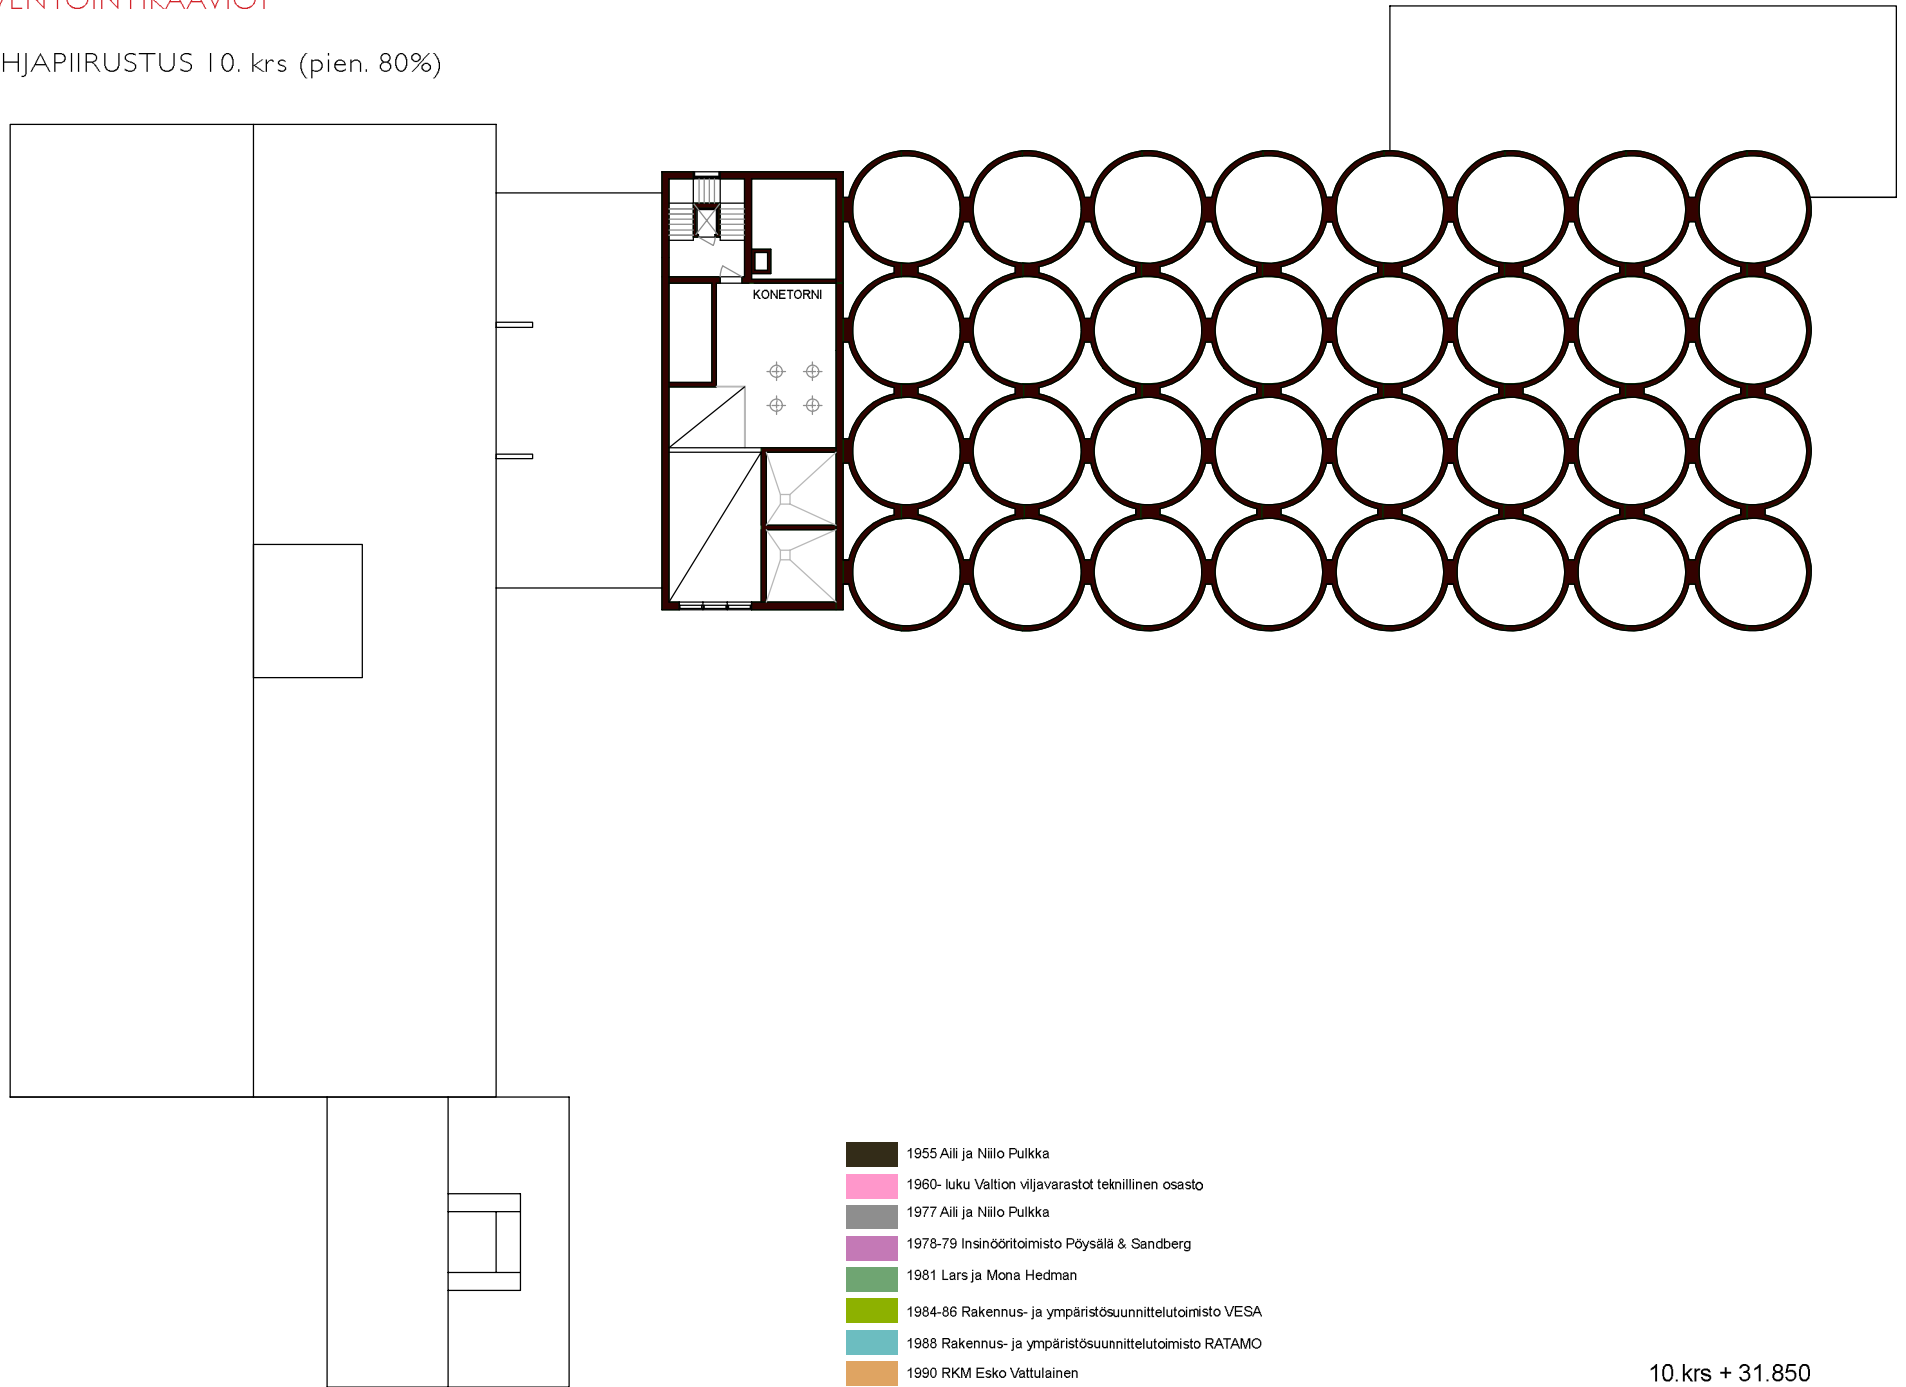 VENTOINTIKAAVIOT
HJAPIIRUSTUS 10. krs (pien. 80%)
KONETORNI
1955 Aili ja Niilo Pulkka
1960- luku Valtion viljavarastot teknillinen osasto
1977 Aili ja Niilo Pulkka
1978-79 Insinööritoimisto Pöysälä & Sandberg
1981 Lars ja Mona Hedman
1984-86 Rakennus- ja ympäristösuunnittelutoimisto VESA
1988 Rakennus- ja ympäristösuunnittelutoimisto RATAMO
1990 RKM Esko Vattulainen
10.krs + 31.850